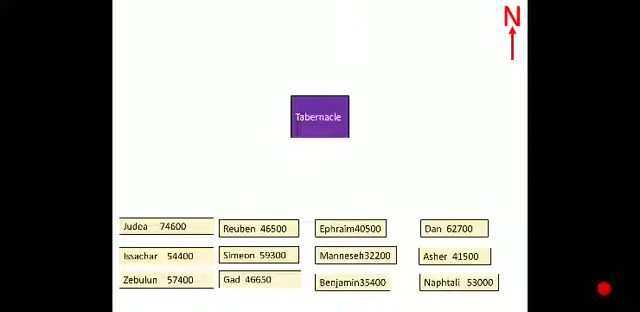 N
Tabernacle
Judea 74600
Reuben 46500
Ephraim40500
Dan 62700
Issachar 54400
Simeon 59300
Manneseh32200
Asher 41500
Zebulun 57400
Gad 46650
Benjamin35400
Naphtali 53000